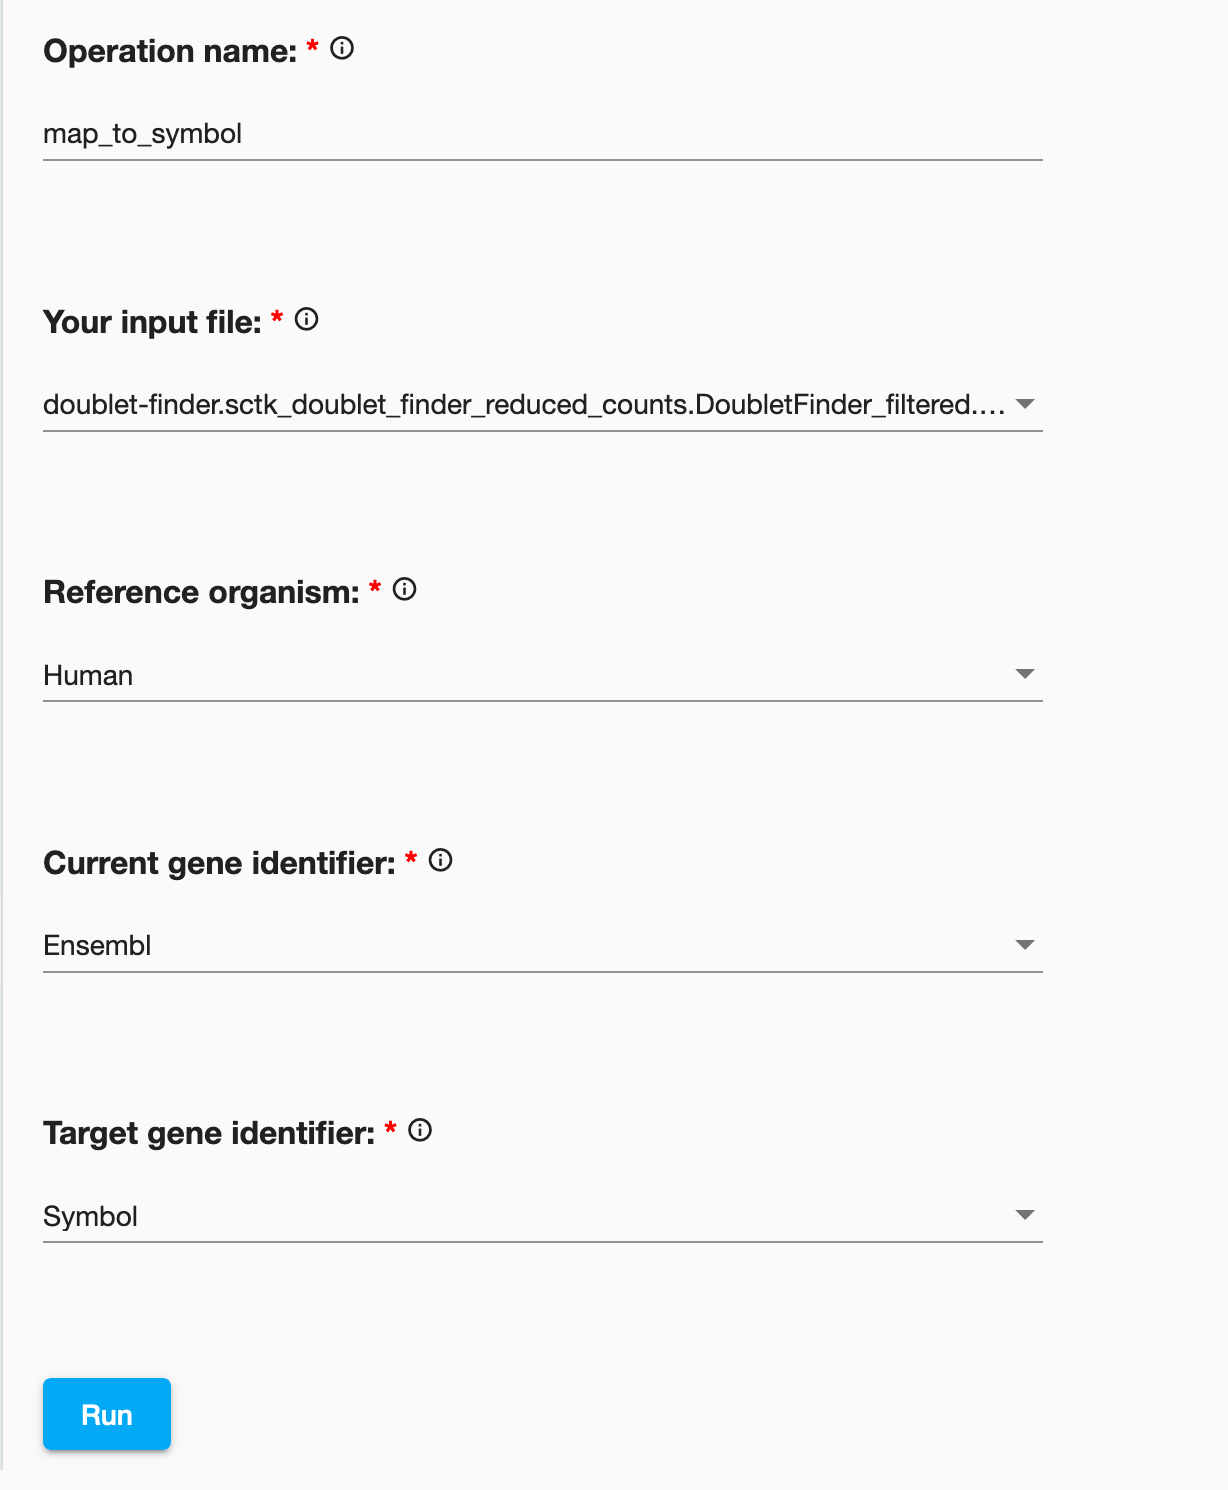 Operation name: *
map_to_symbol
Your input file: *
doublet-finder.sctk_doublet_finder_reduced_counts.DoubletFinder_filtered....
Reference organism: *
Human
Current gene identifier: *
Ensembl
Target gene identifier: *
Symbol
Run